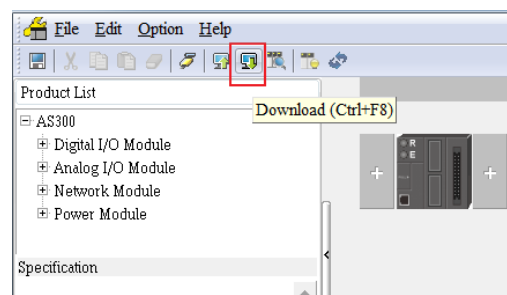 File Edit Option Help
Product List
Download (Ctrl+F8)
AS300
Digital I/O Module
Analog I/O Module
Network Module
Power Module
R
E
Specification